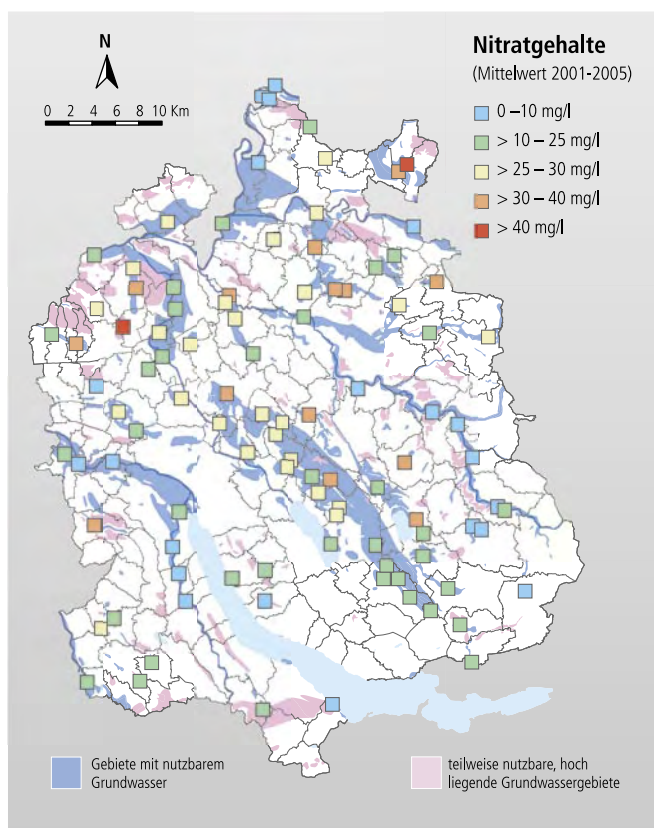 Nitratgehalte
(Mittelwert 2001-2005)
N
0 2 4 6 8 10 Km
0 – 10 mg/l
> 10 – 25 mg/l
> 25 – 30 mg/l
> 30 – 40 mg/l
> 40 mg/l
Gebiete mit nutzbarem
Grundwasser
teilweise nutzbare, hoch
liegende Grundwassergebiete